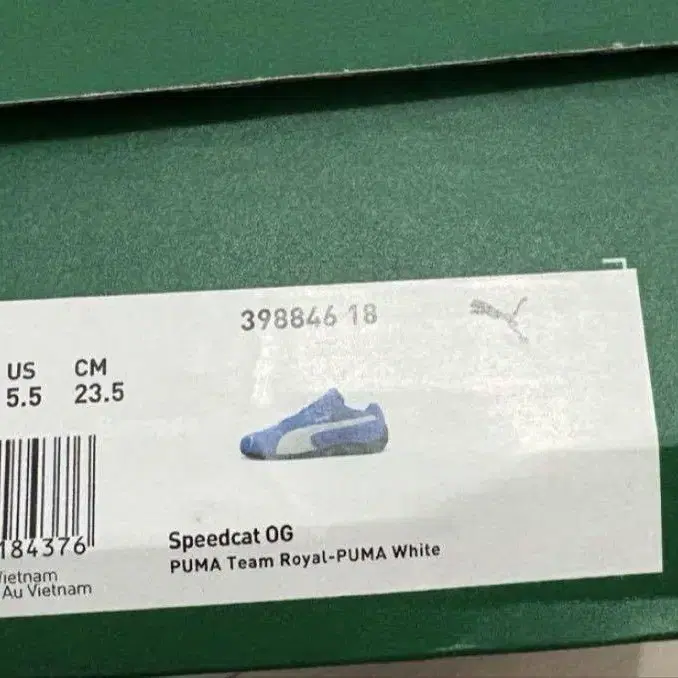 398846 18
US CM
5.5 23.5
184376
Speedcat OG
PUMA Team Royal-PUMA White
Vietnam
Au Vietnam